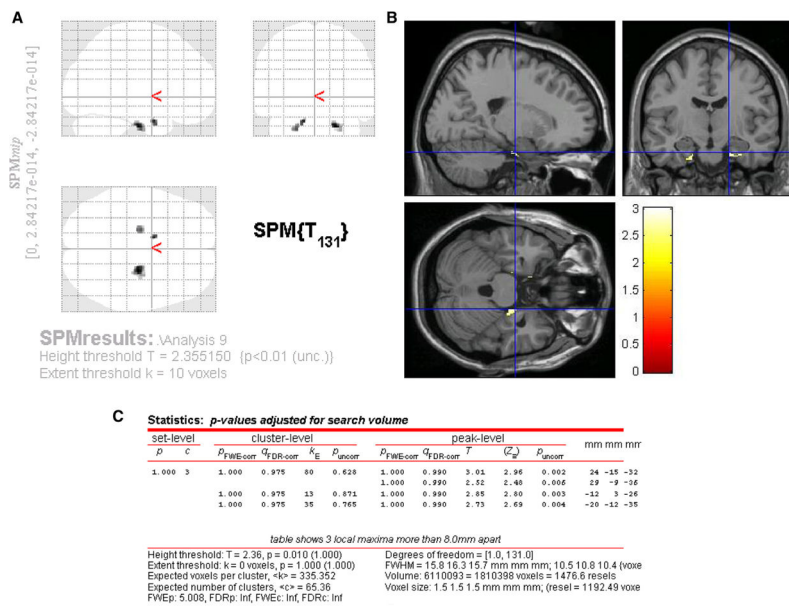 A
B
SPMmip
[0, 2.84217e-014, -2.84217e-014]
<
<
<
SPM{T131}
SPMresults: .\Analysis 9
Height threshold T = 2.355150 {p<0.01 (unc.)}
Extent threshold k = 10 voxels
3
2.5
2
1.5
1
0.5
0
C
Statistics: p-values adjusted for search volume
set-level cluster-level peak-level mm mm mm
p c pFWE-corr qFDR-corr kE puncorr pFWE-corr qFDR-corr T (ZE) puncorr
1.000 3 1.000 0.975 80 0.628 1.000 0.990 3.01 2.96 0.002 24 -15 -32
1.000 0.990 2.52 2.48 0.006 29 -9 -36
1.000 0.975 13 0.871 1.000 0.990 2.85 2.80 0.003 -12 3 -26
1.000 0.975 35 0.765 1.000 0.990 2.73 2.69 0.004 -20 -12 -35
table shows 3 local maxima more than 8.0mm apart
Height threshold: T = 2.36, p = 0.010 (1.000) Degrees of freedom = [1.0, 131.0]
Extent threshold: k = 0 voxels, p = 1.000 (1.000) FWHM = 15.8 16.3 15.7 mm mm mm; 10.5 10.8 10.4 {voxe
Expected voxels per cluster, <k> = 335.352 Volume: 6110093 = 1810398 voxels = 1476.6 resels
Expected number of clusters, <c> = 65.36 Voxel size: 1.5 1.5 1.5 mm mm mm; (resel = 1192.49 voxe
FWEp: 5.008, FDRp: Inf, FWEc: Inf, FDRc: Inf